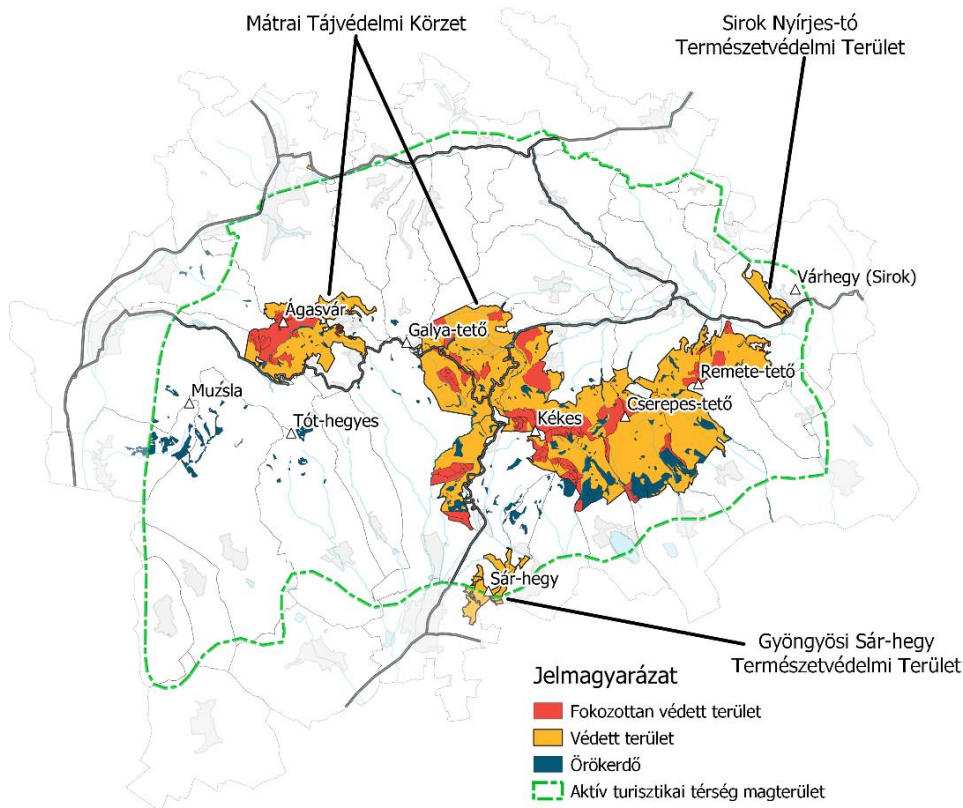 Mátrai Tájvédelmi Körzet
Sirok Nyírjes-tó
Természetvédelmi Terület
Várhegy (Sirok)
Ágasvár
Galya-tető
Remete-tető
Muzsla
Tót-hegyes
Kékes
Cserepes-tető
Sár-hegy
Gyöngyösi Sár-hegy
Természetvédelmi Terület
Jelmagyarázat
Fokozottan védett terület
Védett terület
Örökerdő
Aktív turisztikai térség magterület